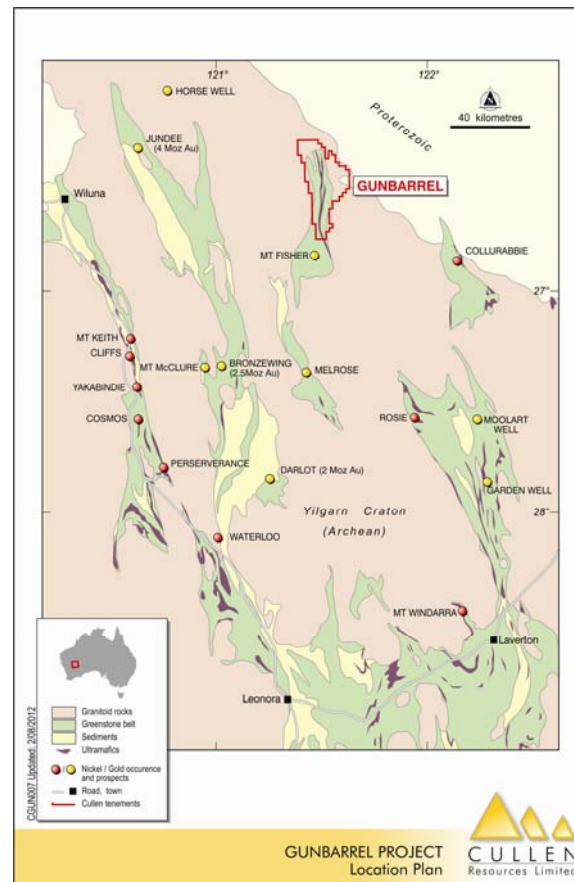 121°
122°
HORSE WELL
40 kilometres
Proterozoic
JUNDEE
(4 Moz Au)
GUNBARREL
Wiluna
MT FISHER
COLLURABBIE
27°
MT KEITH
CLIFFS
MT McCLURE
BRONZEWING
(2.5Moz Au)
MELROSE
YAKABINDIE
COSMOS
ROSIE
MOOLART
WELL
PERSERVERANCE
DARLOT (2 Moz Au)
GARDEN WELL
Yilgarn Craton
(Archean)
28°
WATERLOO
MT WINDARRA
Laverton
Leonora
Granitoid rocks
Greenstone belt
Sediments
Ultramafics
Nickel / Gold occurence
and prospects
Road, town
Cullen tenements
CGUN007 Updated: 2/08/2012
GUNBARREL PROJECT
Location Plan
CULLEN
Resources Limited